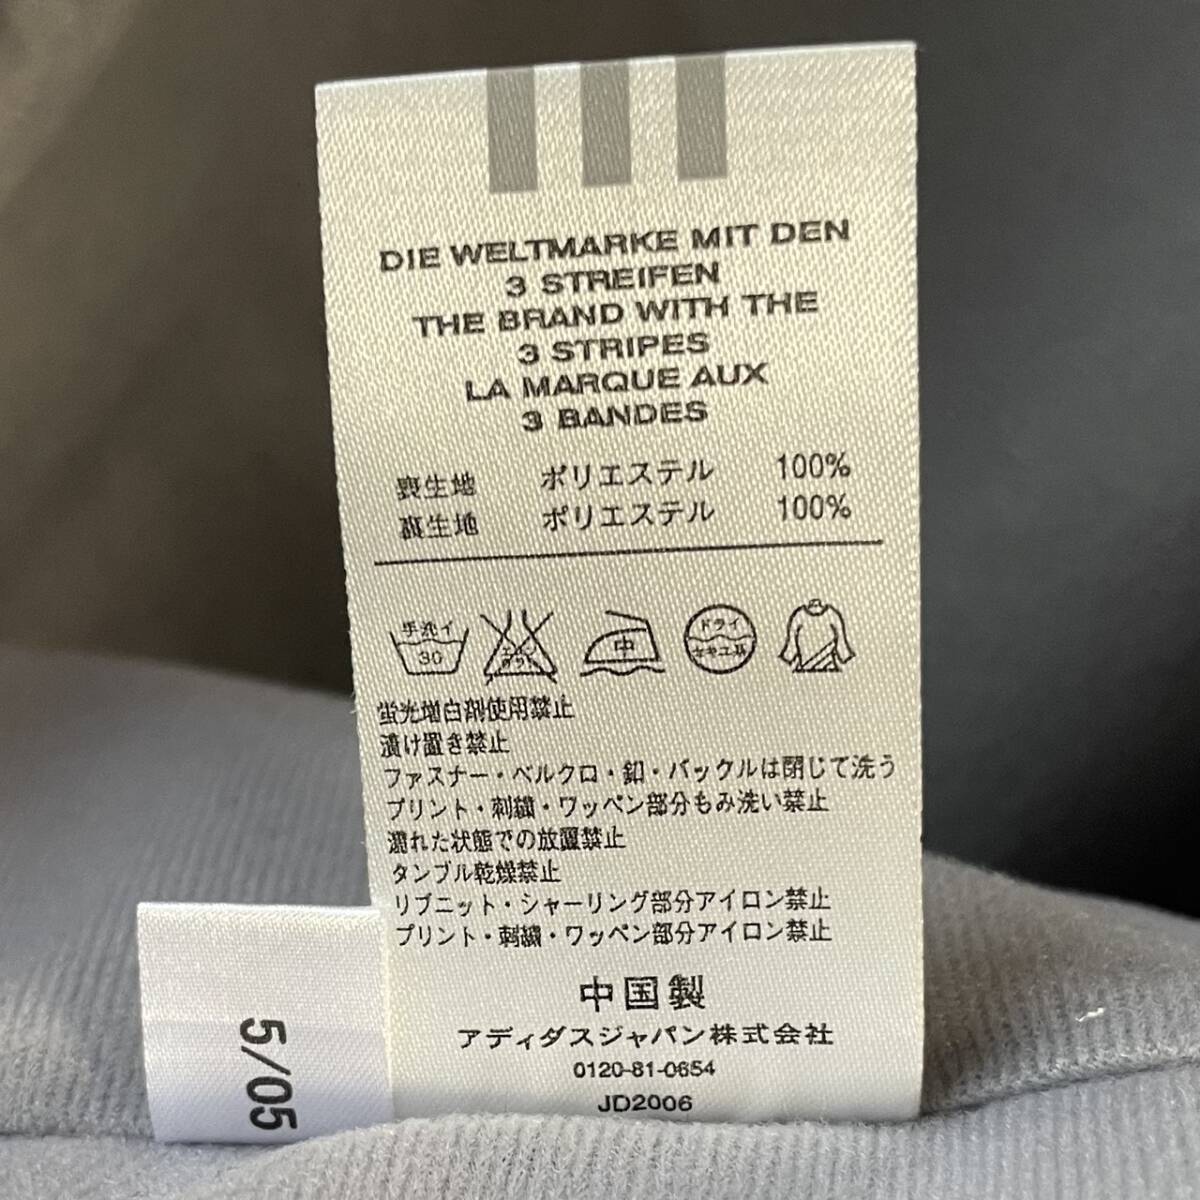 DIE WELTMARKE MIT DEN
3 STREIFEN
THE BRAND WITH THE
3 STRIPES
LA MARQUE AUX
3 BANDES
表生地 ポリエステル 100%
裏生地 ポリエステル 100%
手洗イ
30
エンソ
サラシ
中
ドライ
セキユ系
蛍光増白剤使用禁止
漬け置き禁止
ファスナー・ベルクロ・釦・バックルは閉じて洗う
プリント・刺繍・ワッペン部分もみ洗い禁止
濡れた状態での放置禁止
タンブル乾燥禁止
リブニット・シャーリング部分アイロン禁止
プリント・刺繍・ワッペン部分アイロン禁止
中国製
アディダスジャパン株式会社
0120-81-0654
JD2006
5/05